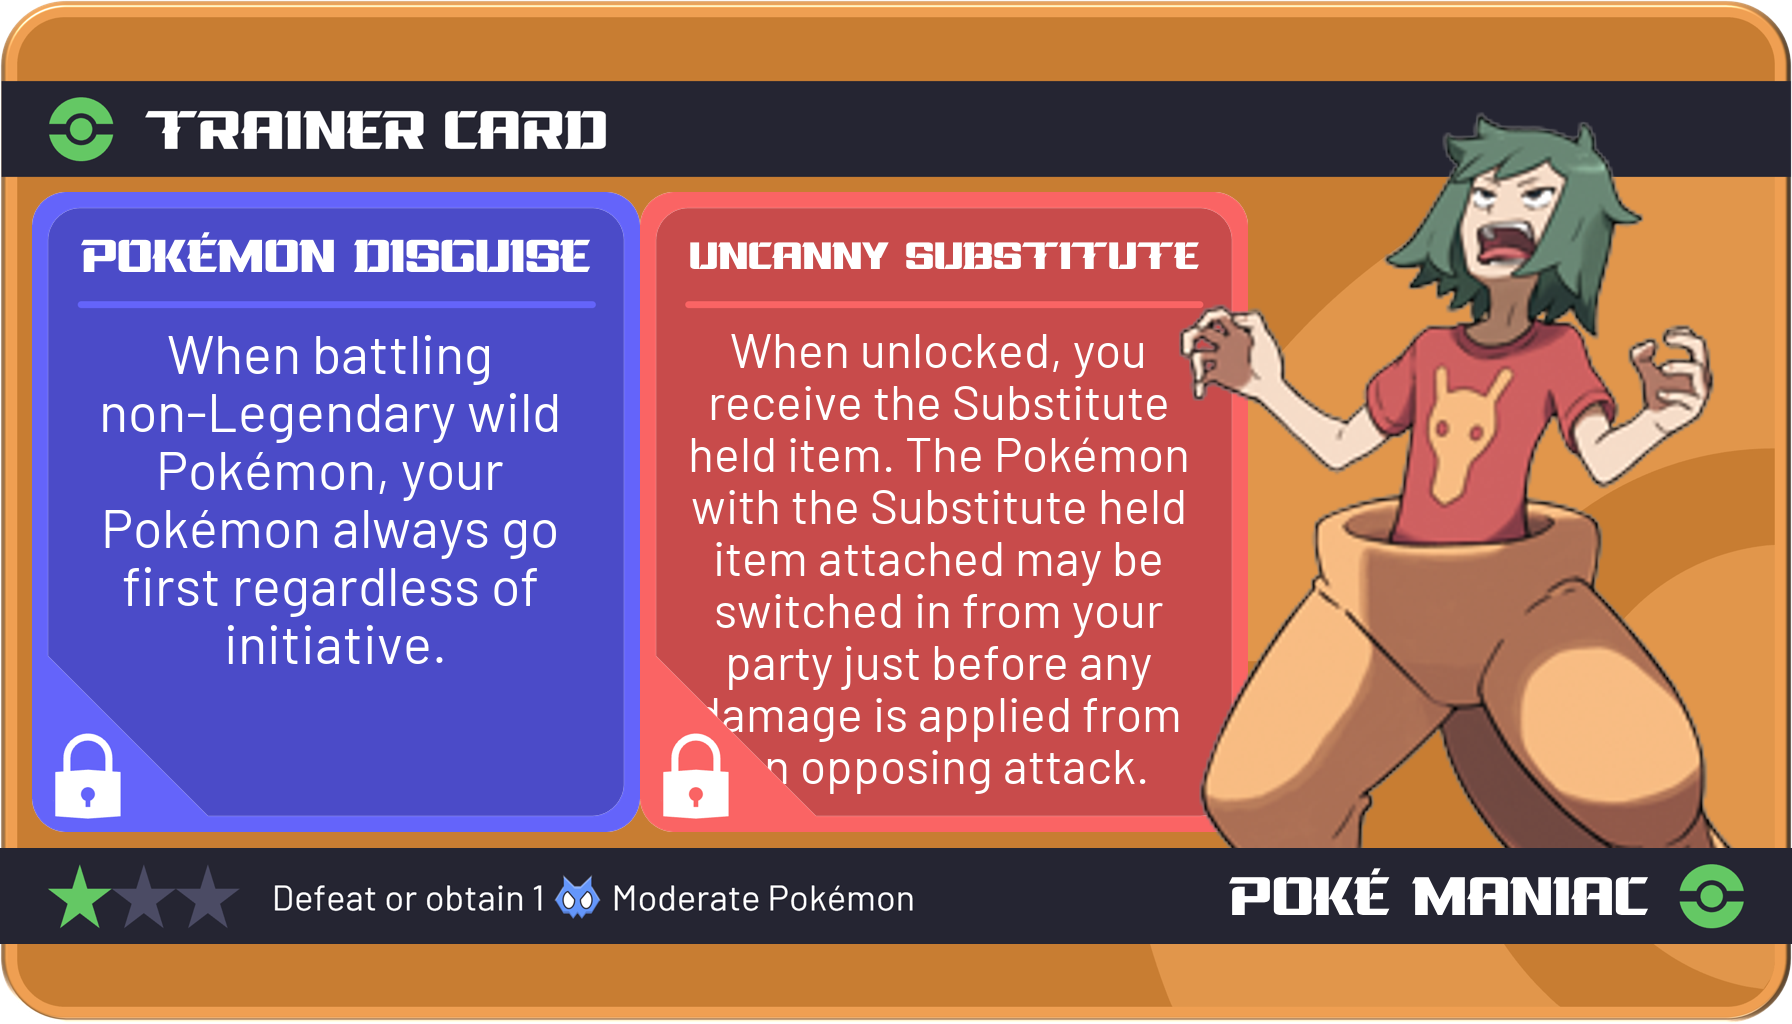 TRAINER CARD
POKÉMON DISGUISE
When battling
non-Legendary wild
Pokémon, your
Pokémon always go
first regardless of
initiative.
UNCANNY SUBSTITUTE
When unlocked, you
receive the Substitute
held item. The Pokémon
with the Substitute held
item attached may be
switched in from your
party just before any
damage is applied from
an opposing attack.
Defeat or obtain 1 Moderate Pokémon
POKÉ MANIAC